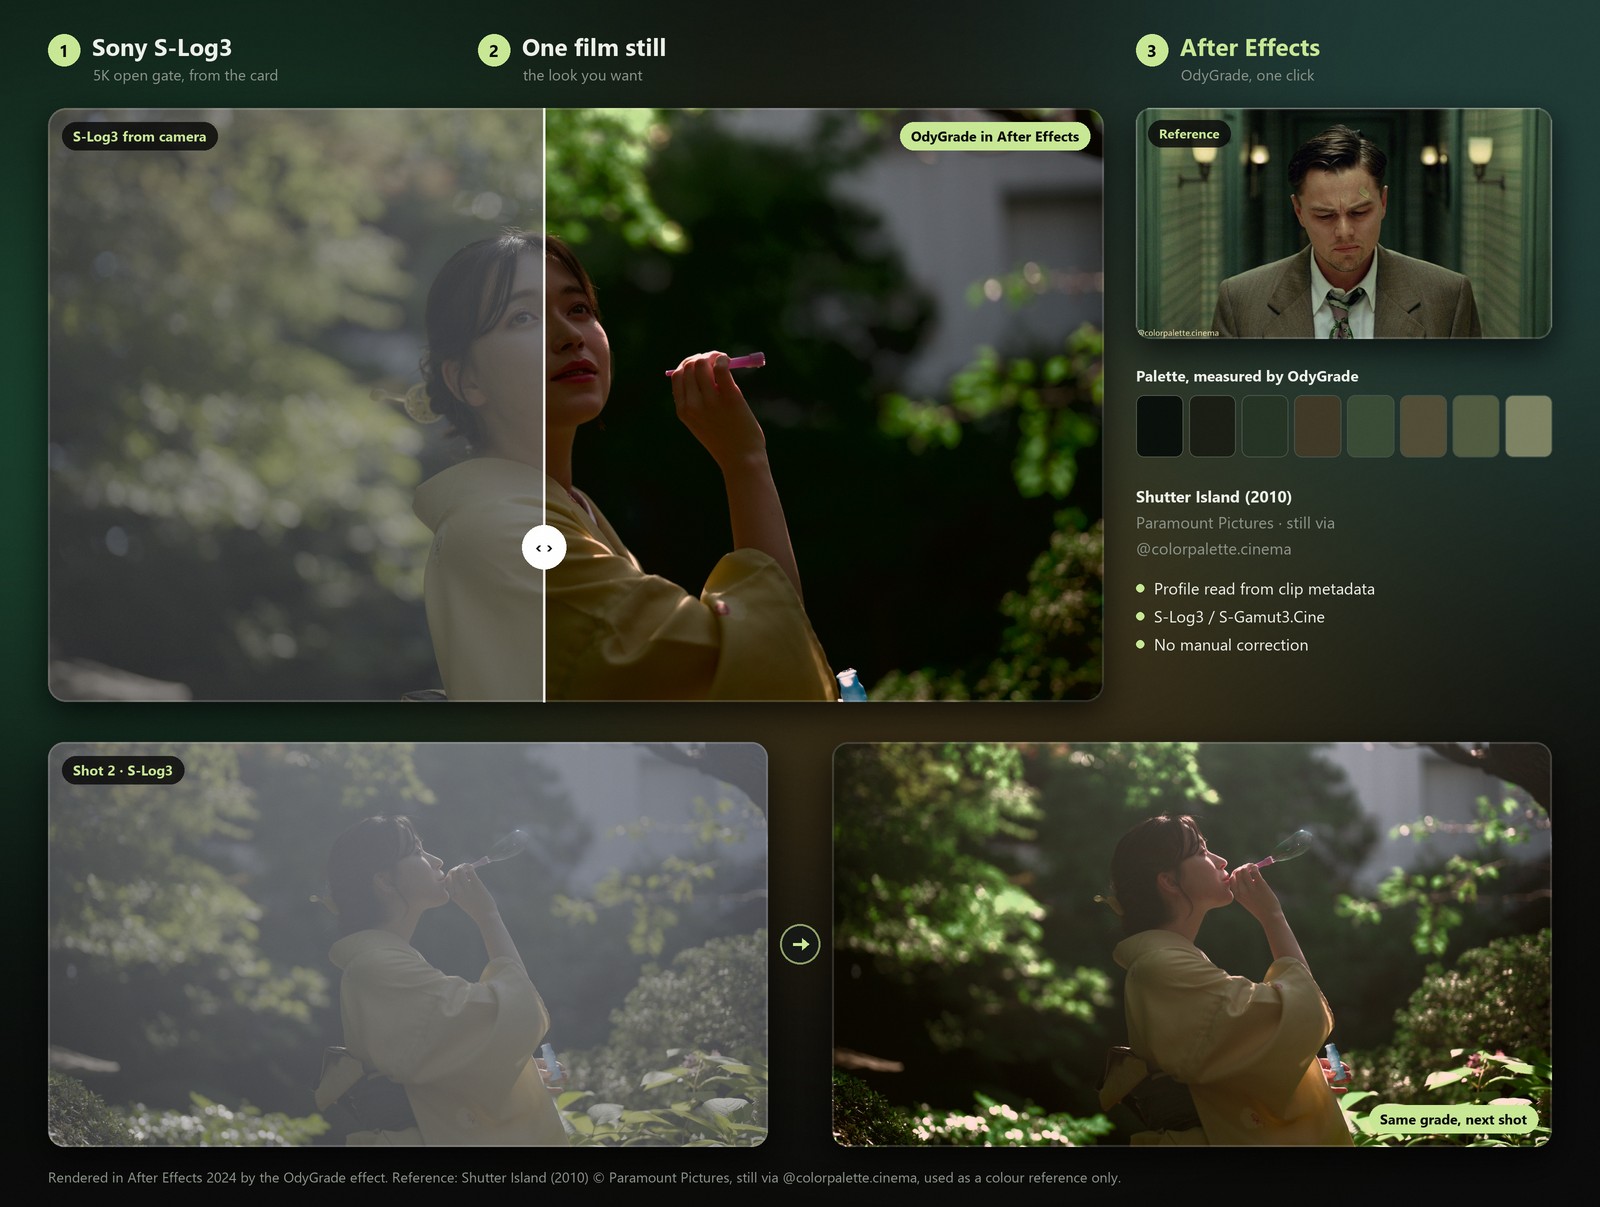 1 Sony S-Log3
5K open gate, from the card
2 One film still
the look you want
3 After Effects
OdyGrade, one click
S-Log3 from camera
OdyGrade in After Effects
Reference
@colorpalette.cinema
Palette, measured by OdyGrade
Shutter Island (2010)
Paramount Pictures · still via
@colorpalette.cinema
Profile read from clip metadata
S-Log3 / S-Gamut3.Cine
No manual correction
Shot 2 · S-Log3
Same grade, next shot
Rendered in After Effects 2024 by the OdyGrade effect. Reference: Shutter Island (2010) © Paramount Pictures, still via @colorpalette.cinema, used as a colour reference only.